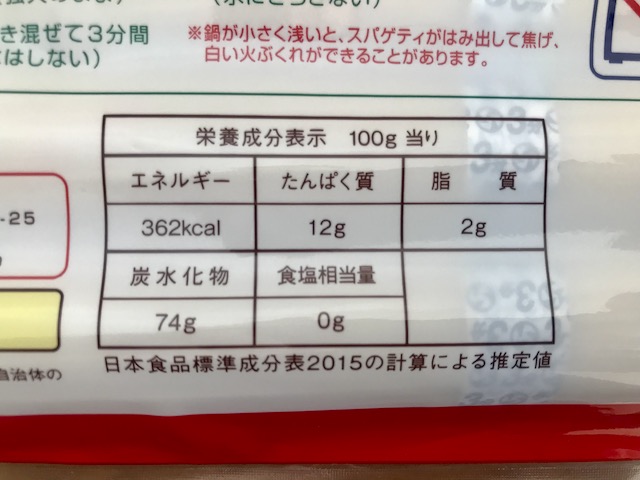 き混ぜて3分間
はしない)
※鍋が小さく浅いと、スパゲティがはみ出して焦げ、
白い火ぶくれができることがあります。
栄養成分表示 100g 当り
エネルギー たんぱく質 脂 質
362kcal 12g 2g
炭水化物 食塩相当量
74g 0g
日本食品標準成分表2015の計算による推定値
-25
自治体の